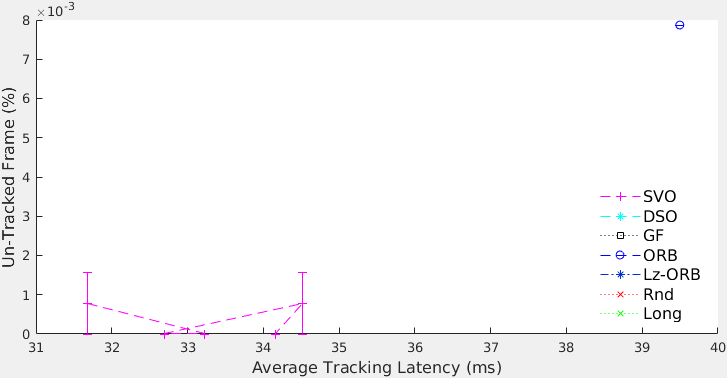 ×10⁻³
8
7
6
5
4
3
2
1
0
Un-Tracked Frame (%)
31 32 33 34 35 36 37 38 39 40
Average Tracking Latency (ms)
SVO
DSO
GF
ORB
Lz-ORB
Rnd
Long